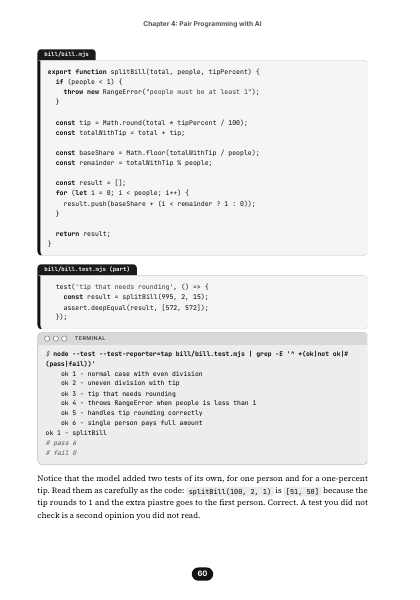 Chapter 4: Pair Programming with AI
bill/bill.mjs
export function splitBill(total, people, tipPercent) {
  if (people < 1) {
    throw new RangeError("people must be at least 1");
  }
  const tip = Math.round(total * tipPercent / 100);
  const totalWithTip = total + tip;
  const baseShare = Math.floor(totalWithTip / people);
  const remainder = totalWithTip % people;
  const result = [];
  for (let i = 0; i < people; i++) {
    result.push(baseShare + (i < remainder ? 1 : 0));
  }
  return result;
}
bill/bill.test.mjs (part)
  test('tip that needs rounding', () => {
    const result = splitBill(995, 2, 15);
    assert.deepEqual(result, [572, 572]);
  });
TERMINAL
$ node --test --test-reporter=tap bill/bill.test.mjs | grep -E '^ *(ok|not ok|#
(pass|fail))'
    ok 1 - normal case with even division
    ok 2 - uneven division with tip
    ok 3 - tip that needs rounding
    ok 4 - throws RangeError when people is less than 1
    ok 5 - handles tip rounding correctly
    ok 6 - single person pays full amount
ok 1 - splitBill
# pass 6
# fail 0
Notice that the model added two tests of its own, for one person and for a one-percent
tip. Read them as carefully as the code: splitBill(100, 2, 1) is [51, 50] because the
tip rounds to 1 and the extra piastre goes to the first person. Correct. A test you did not
check is a second opinion you did not read.
60